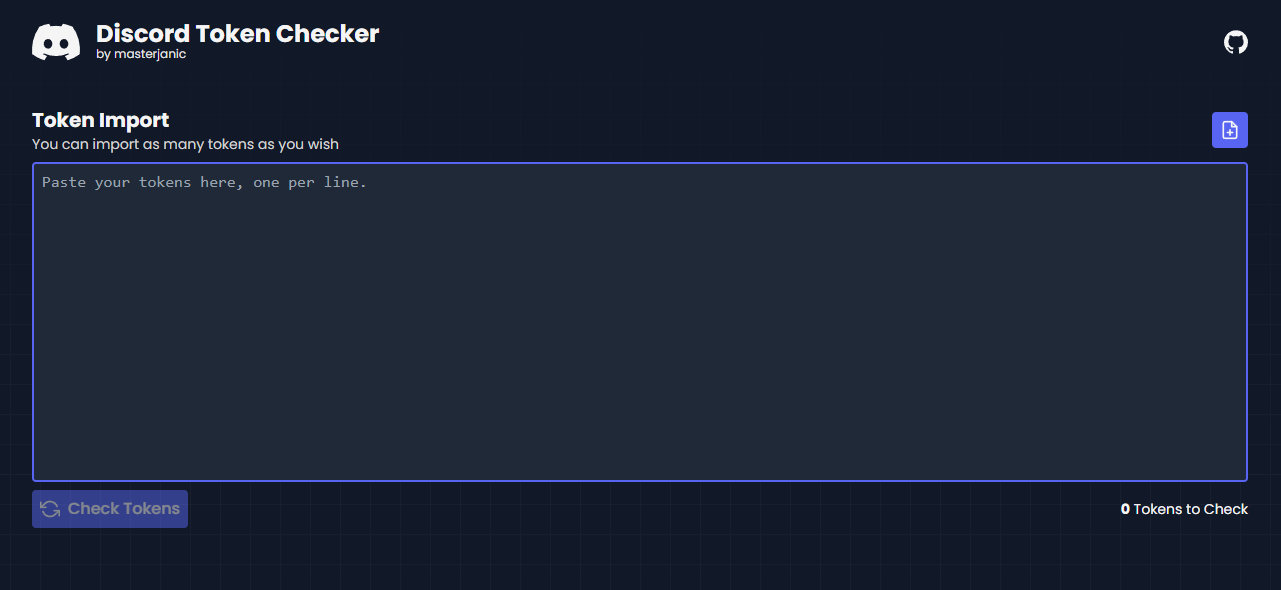 Discord Token Checker
by masterjanic
Token Import
You can import as many tokens as you wish
Paste your tokens here, one per line.
Check Tokens
0 Tokens to Check